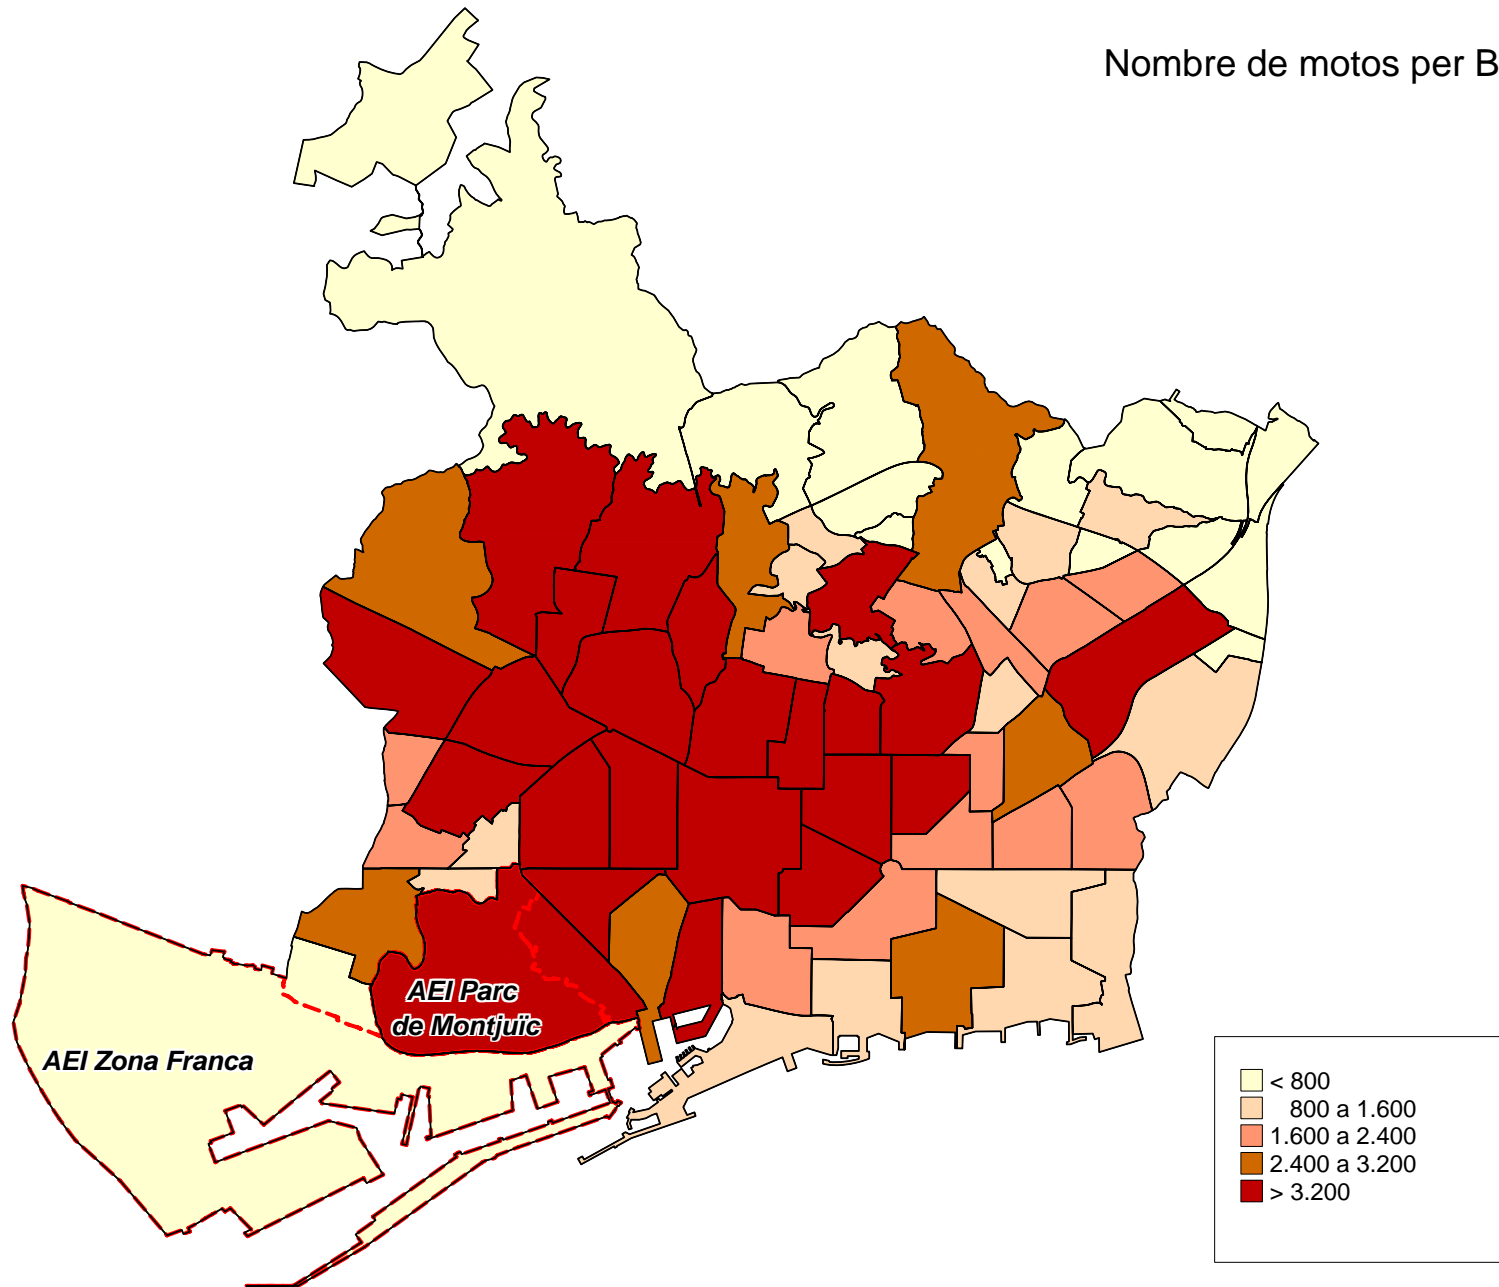 Nombre de motos per B
AEI Parc
de Montjuïc
AEI Zona Franca
< 800
800 a 1.600
1.600 a 2.400
2.400 a 3.200
> 3.200